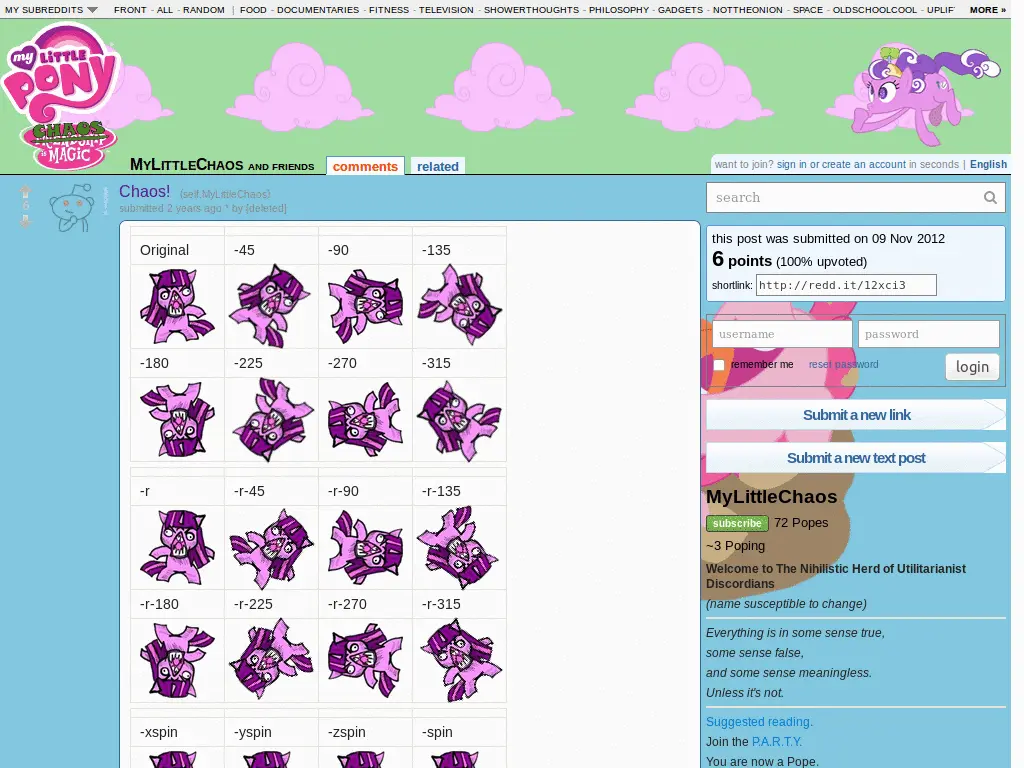 MY SUBREDDITS FRONT - ALL - RANDOM | FOOD - DOCUMENTARIES - FITNESS - TELEVISION - SHOWERTHOUGHTS - PHILOSOPHY - GADGETS - NOTTHEONION - SPACE - OLDSCHOOLCOOL - UPLIF MORE »
my LITTLE
PONY
CHAOS
FRIENDSHIP
is MAGIC
MYLITTLECHAOS AND FRIENDS comments related
want to join? sign in or create an account in seconds | English
Chaos! (self.MyLittleChaos)
submitted 2 years ago * by [deleted]
Original -45 -90 -135
-180 -225 -270 -315
-r -r-45 -r-90 -r-135
-r-180 -r-225 -r-270 -r-315
-xspin -yspin -zspin -spin
search
this post was submitted on 09 Nov 2012
6 points (100% upvoted)
shortlink: http://redd.it/12xci3
username password
remember me reset password login
Submit a new link
Submit a new text post
MyLittleChaos
subscribe 72 Popes
~3 Poping
Welcome to The Nihilistic Herd of Utilitarianist
Discordians
(name susceptible to change)
Everything is in some sense true,
some sense false,
and some sense meaningless.
Unless it's not.
Suggested reading.
Join the P.A.R.T.Y.
You are now a Pope.